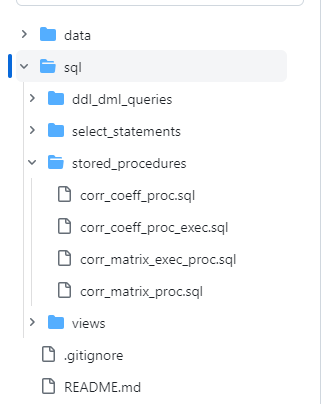 data
sql
ddl_dml_queries
select_statements
stored_procedures
corr_coeff_proc.sql
corr_coeff_proc_exec.sql
corr_matrix_exec_proc.sql
corr_matrix_proc.sql
views
.gitignore
README.md